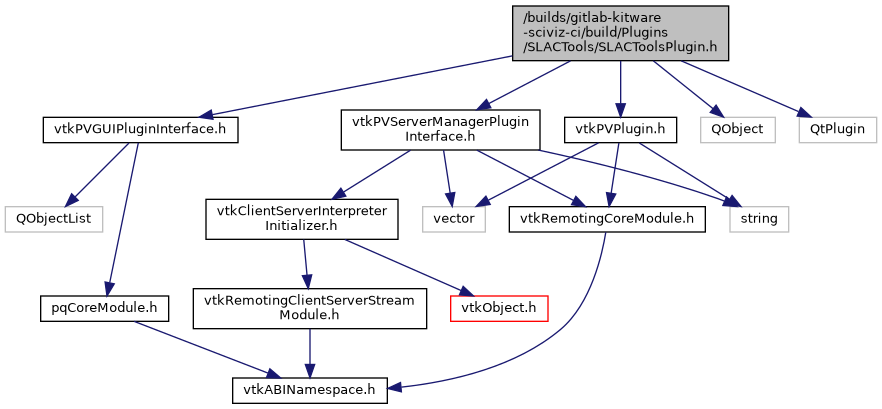 /builds/gitlab-kitware
-sciviz-ci/build/Plugins
/SLACTools/SLACToolsPlugin.h
vtkPVGUIPluginInterface.h
vtkPVServerManagerPlugin
Interface.h
vtkPVPlugin.h
QObject
QtPlugin
QObjectList
vtkClientServerInterpreter
Initializer.h
vector
vtkRemotingCoreModule.h
string
pqCoreModule.h
vtkRemotingClientServerStream
Module.h
vtkObject.h
vtkABINamespace.h